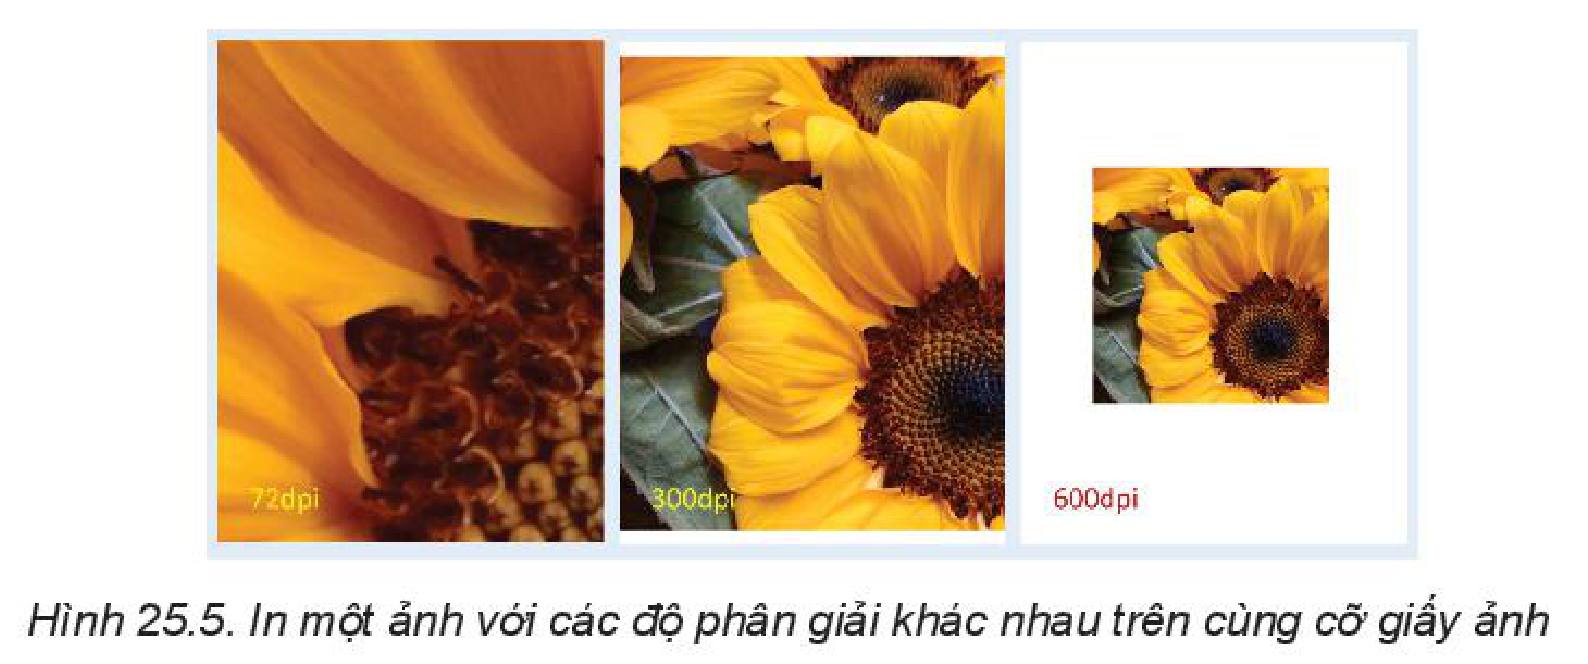 72dpi
300dpi
600dpi
Hình 25.5. In một ảnh với các độ phân giải khác nhau trên cùng cỡ giấy ảnh